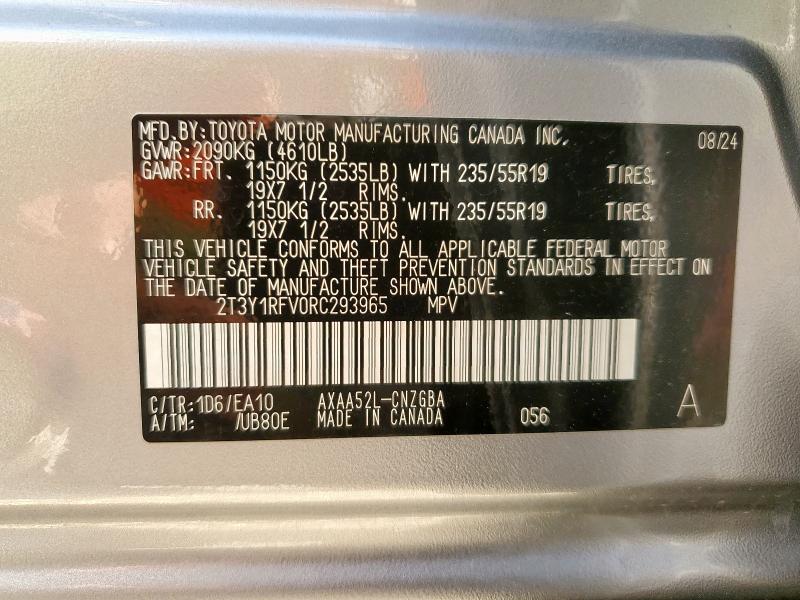 MFD.BY:TOYOTA MOTOR MANUFACTURING CANADA INC. 08/24
GVWR:2090KG (4610LB)
GAWR:FRT. 1150KG (2535LB) WITH 235/55R19 TIRES,
19X7 1/2 RIMS.
RR. 1150KG (2535LB) WITH 235/55R19 TIRES,
19X7 1/2 RIMS.
THIS VEHICLE CONFORMS TO ALL APPLICABLE FEDERAL MOTOR
VEHICLE SAFETY AND THEFT PREVENTION STANDARDS IN EFFECT ON
THE DATE OF MANUFACTURE SHOWN ABOVE.
2T3Y1RFV0RC293965 MPV
C/TR:1D6/EA10 AXAA52L-CNZGBA
A/TM: /UB80E MADE IN CANADA 056 A